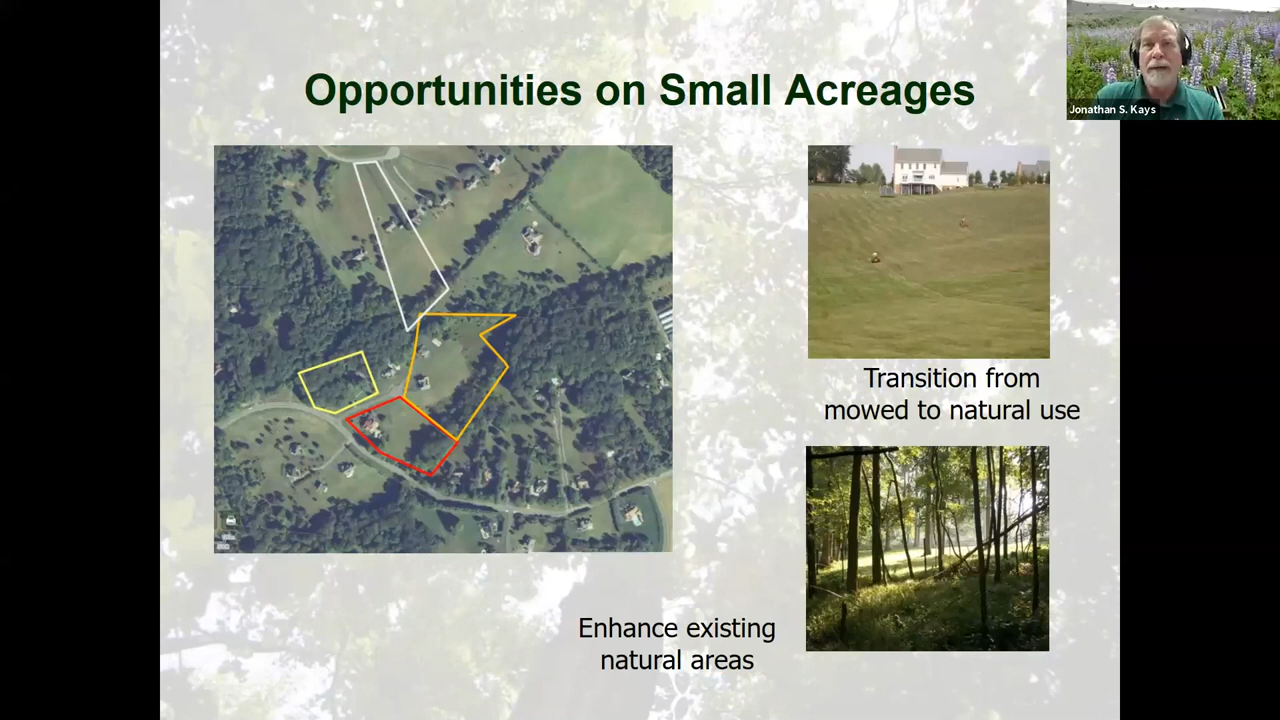 Opportunities on Small Acreages
Jonathan S. Kays
Transition from
mowed to natural use
Enhance existing
natural areas